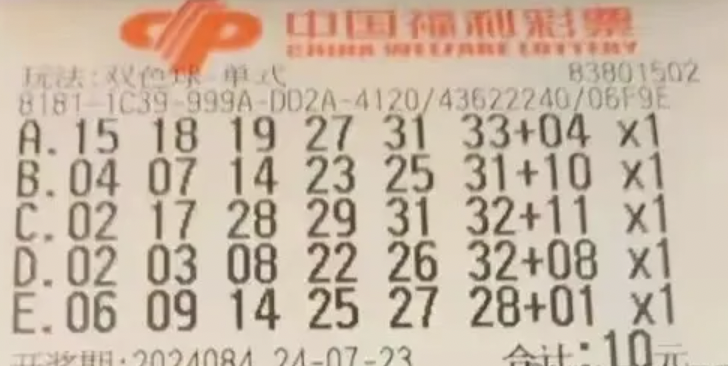 中国福利彩票
CHINA WELFARE LOTTERY
玩法:双色球-单式 83801502
8181-1C39-999A-DD2A-4120/43622240/06F9E
A.15 18 19 27 31 33+04 x1
B.04 07 14 23 25 31+10 x1
C.02 17 28 29 31 32+11 x1
D.02 03 08 22 26 32+08 x1
E.06 09 14 25 27 28+01 x1
开奖期:2024084 24-07-23 合计:10元